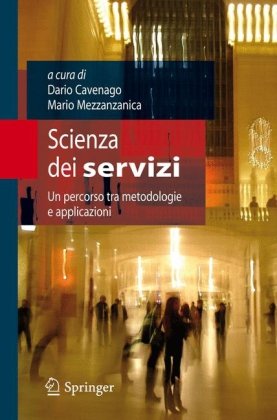 a cura di
Dario Cavenago
Mario Mezzanzanica
Scienza
dei servizi
Un percorso tra metodologie
e applicazioni
Springer